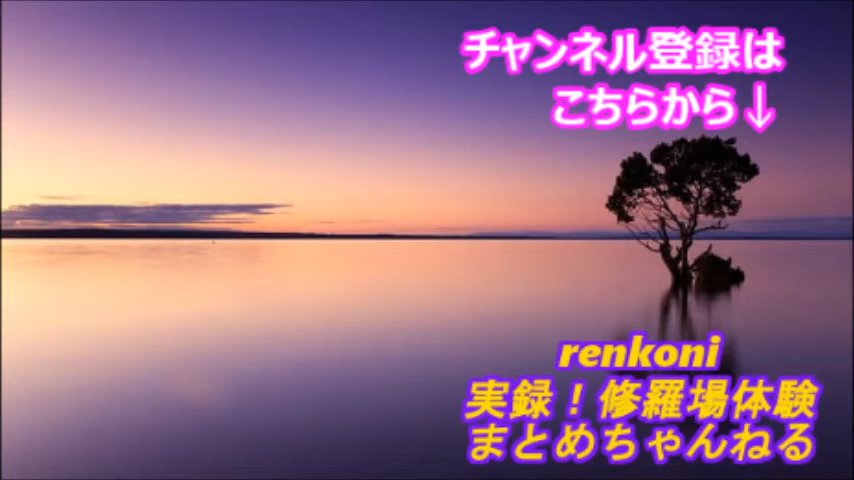 チャンネル登録は
こちらから↓
renkoni
実録！修羅場体験
まとめちゃんねる